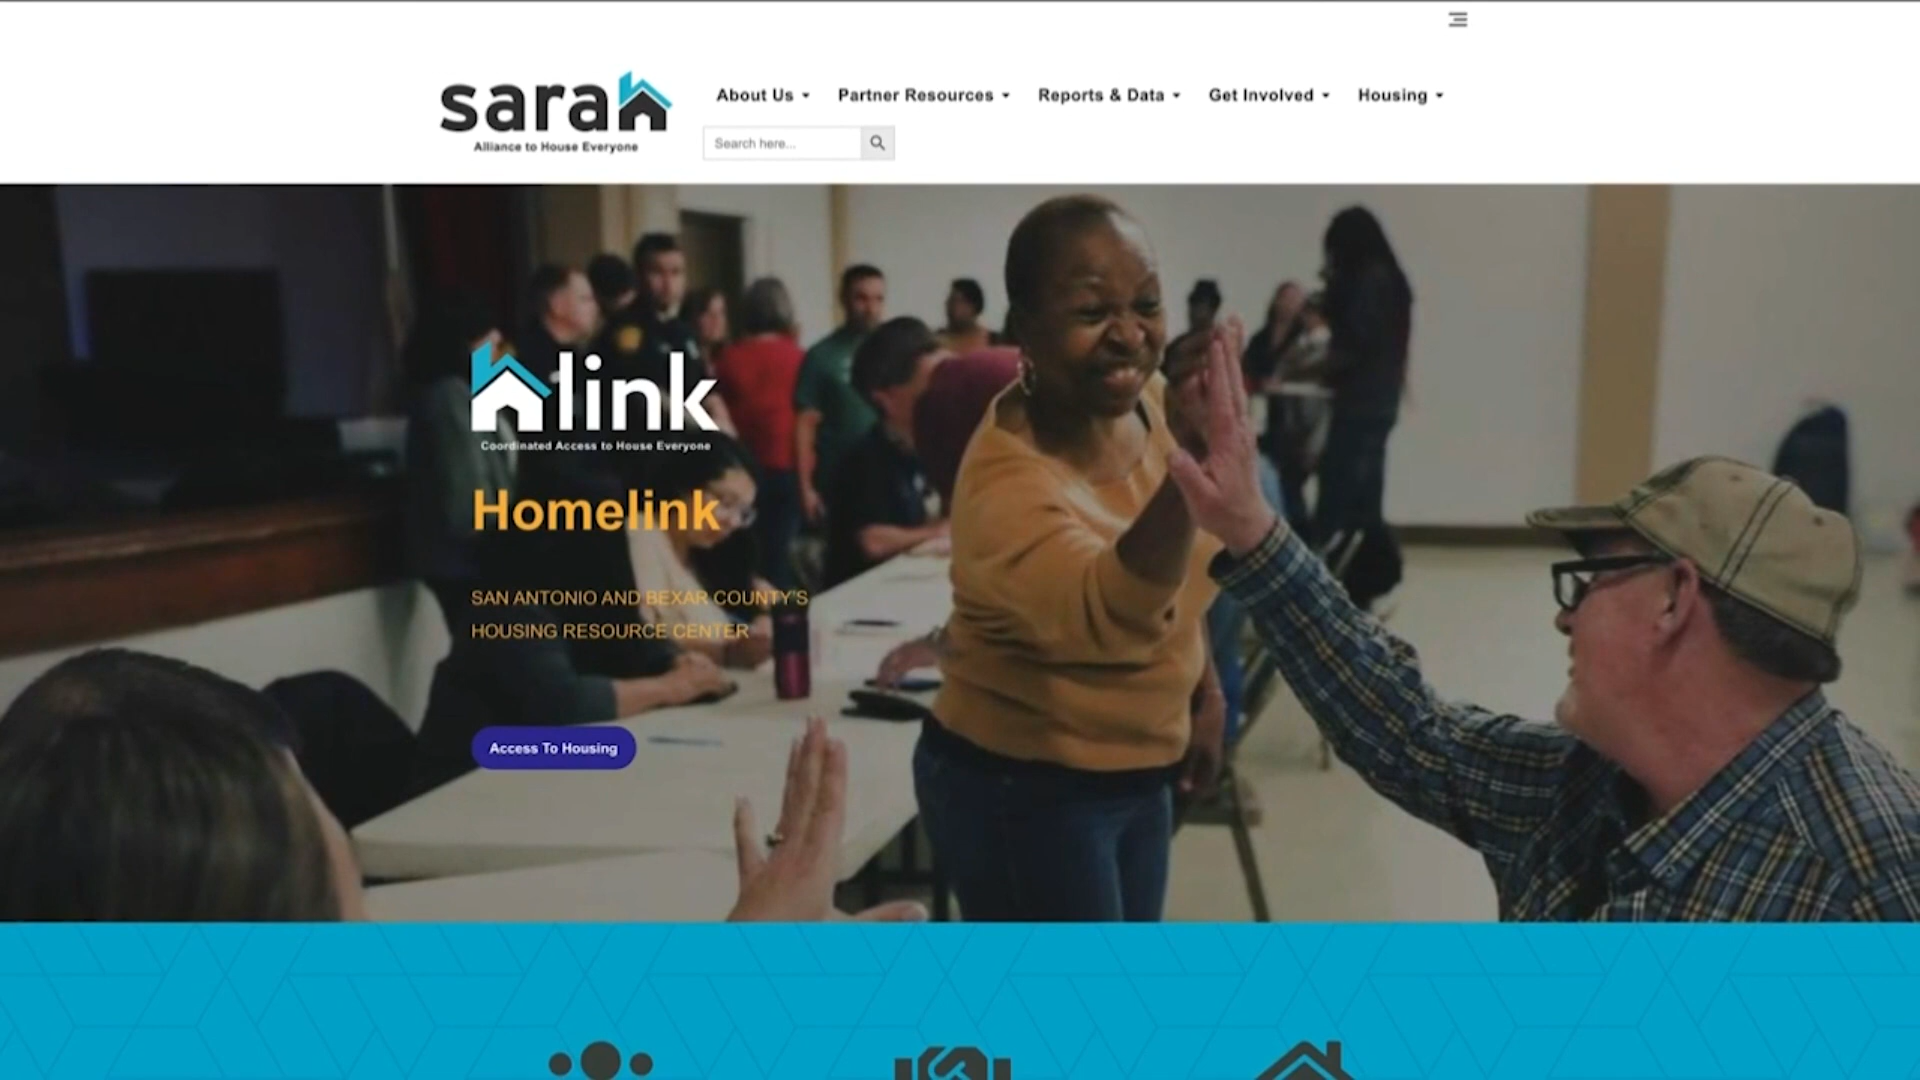 sarah
Alliance to House Everyone
About Us
Partner Resources
Reports & Data
Get Involved
Housing
Search here...
link
Coordinated Access to House Everyone
Homelink
SAN ANTONIO AND BEXAR COUNTY'S
HOUSING RESOURCE CENTER
Access To Housing